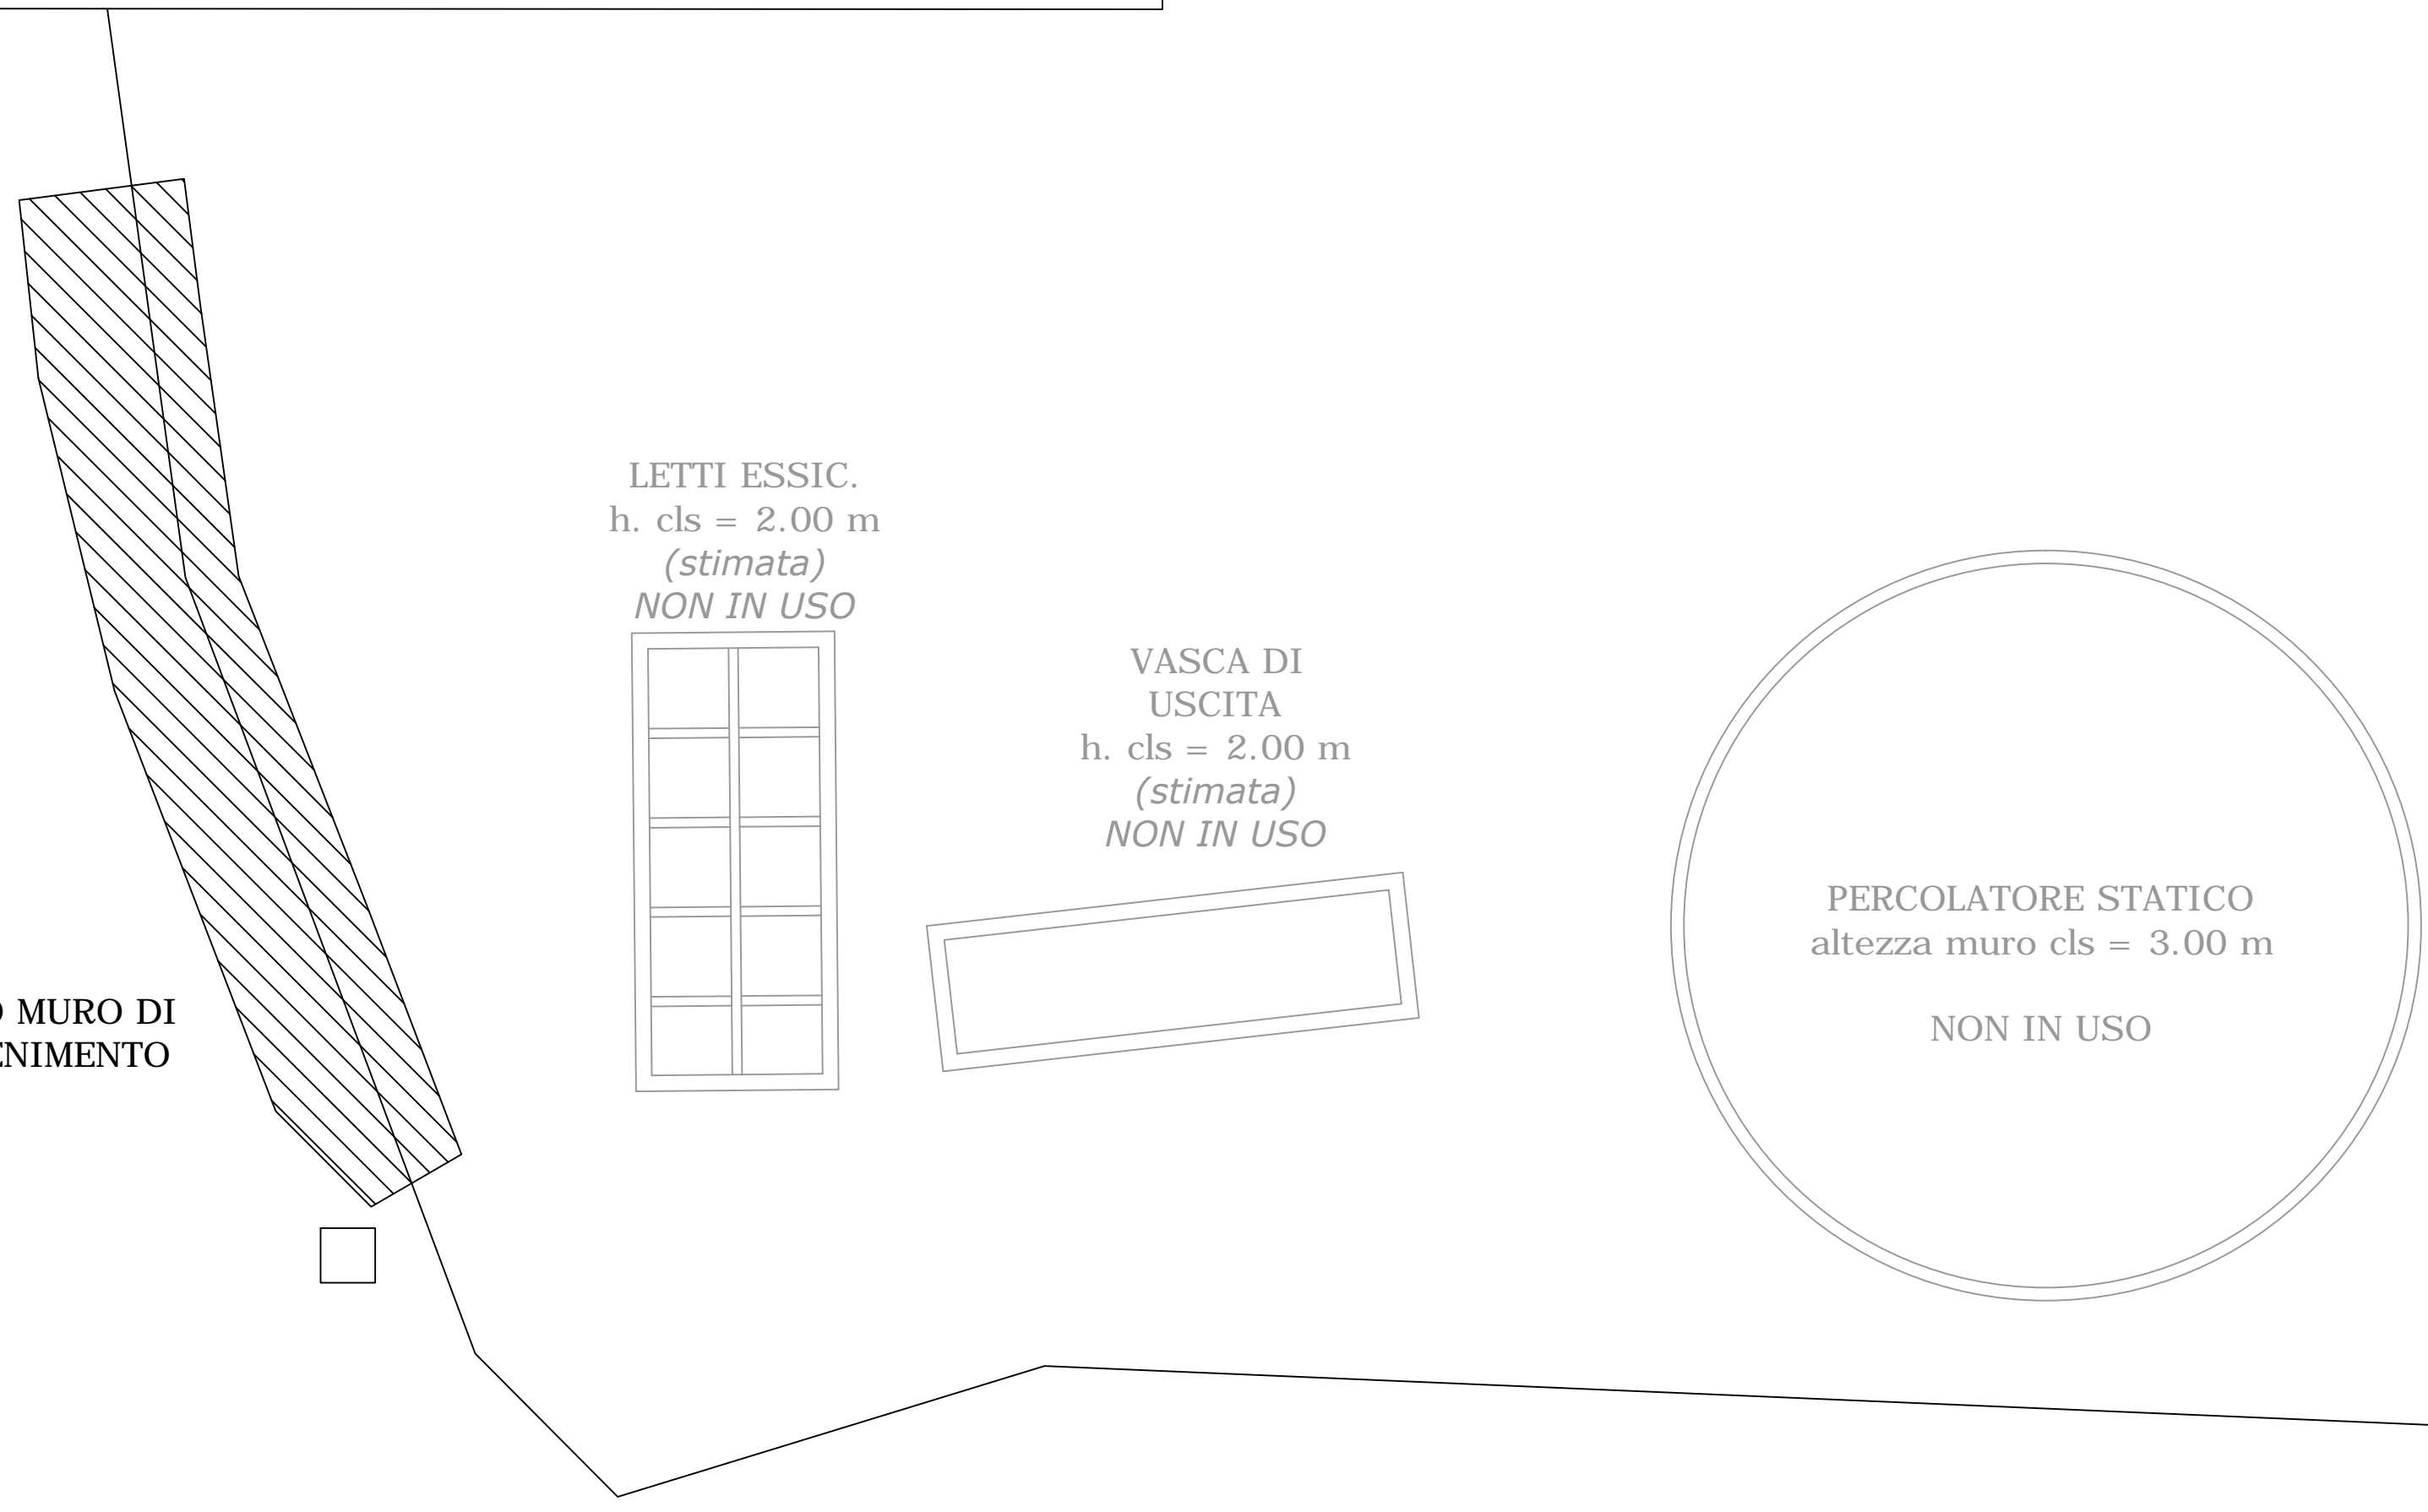 LETTI ESSIC.
h. cls = 2.00 m
(stimata)
NON IN USO
VASCA DI
USCITA
h. cls = 2.00 m
(stimata)
NON IN USO
PERCOLATORE STATICO
altezza muro cls = 3.00 m
NON IN USO
MURO DI
ENIMENTO